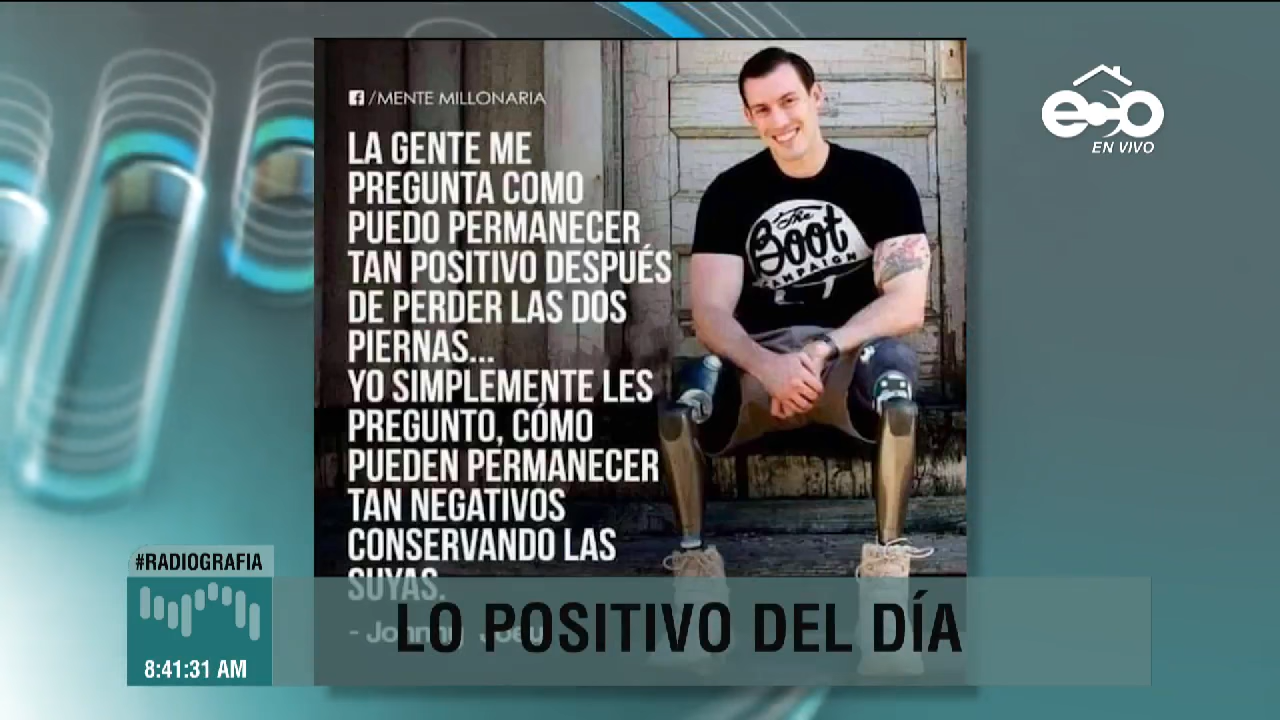 /MENTE MILLONARIA
LA GENTE ME
PREGUNTA COMO
PUEDO PERMANECER
TAN POSITIVO DESPUÉS
DE PERDER LAS DOS
PIERNAS...
YO SIMPLEMENTE LES
PREGUNTO, CÓMO
PUEDEN PERMANECER
TAN NEGATIVOS
CONSERVANDO LAS
SUYAS.
The
Boot
CAMPAIGN
eco
EN VIVO
#RADIOGRAFIA
8:41:31 AM
LO POSITIVO DEL DÍA